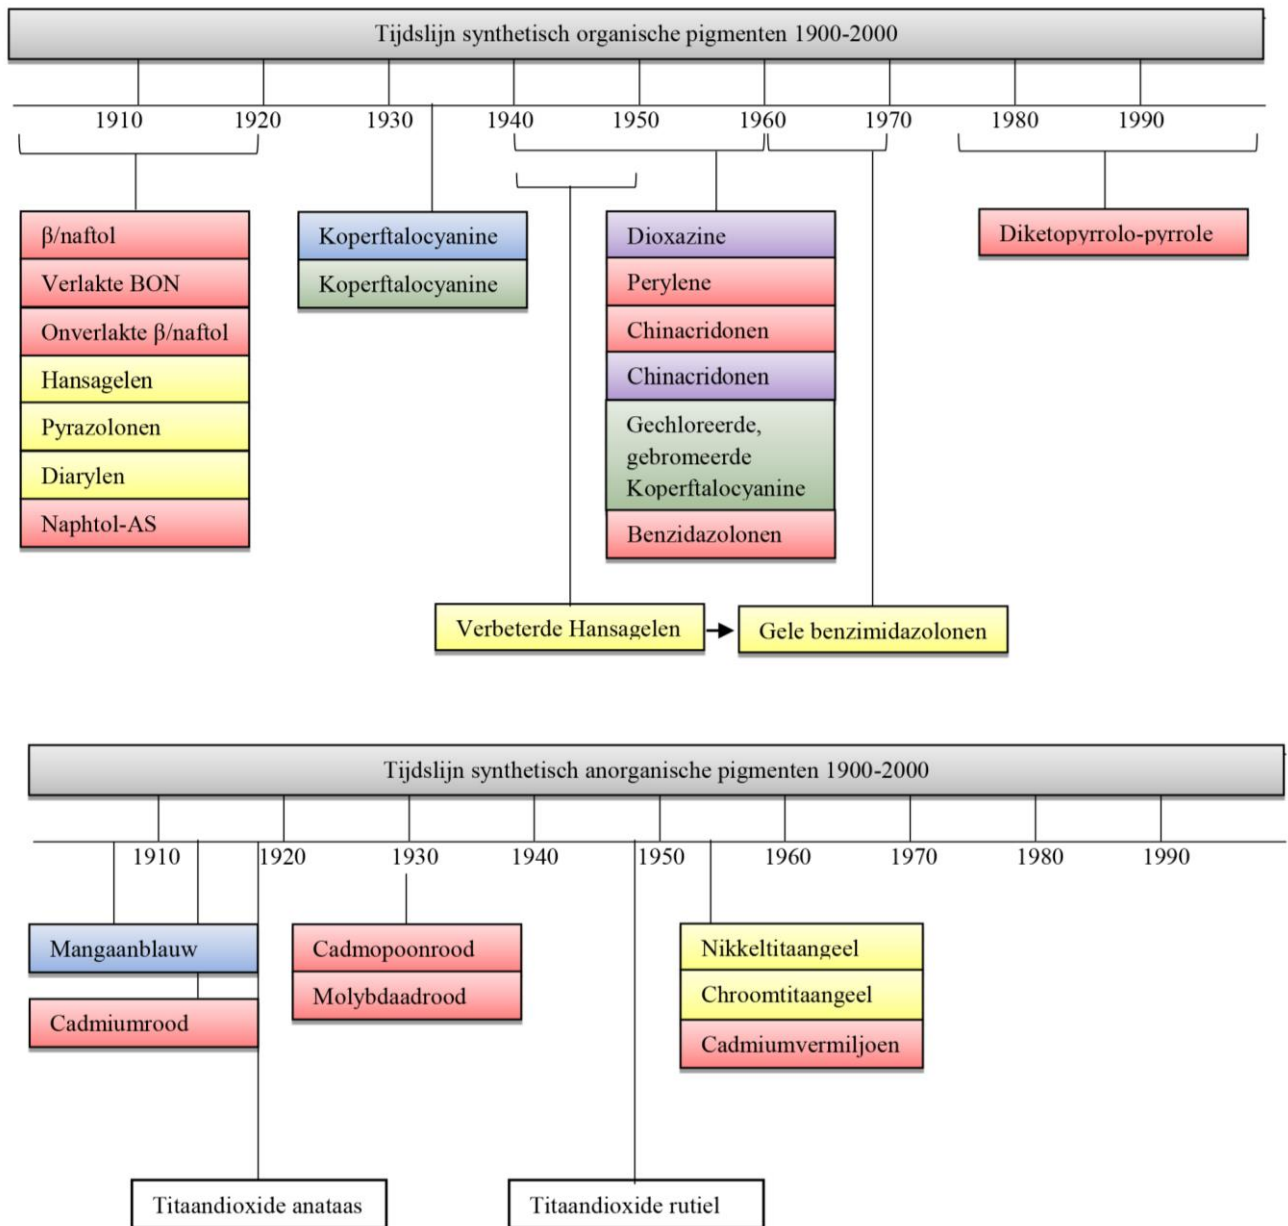 Tijdslijn synthetisch organische pigmenten 1900-2000
1910 1920 1930 1940 1950 1960 1970 1980 1990
β/naftol
Verlakte BON
Onverlakte β/naftol
Hansagelen
Pyrazolonen
Diarylen
Naphtol-AS
Koperftalocyanine
Koperftalocyanine
Dioxazine
Perylene
Chinacridonen
Chinacridonen
Gechloreerde,
gebromeerde
Koperftalocyanine
Benzidazolonen
Diketopyrrolo-pyrrole
Verbeterde Hansagelen
Gele benzimidazolonen
Tijdslijn synthetisch anorganische pigmenten 1900-2000
1910 1920 1930 1940 1950 1960 1970 1980 1990
Mangaanblauw
Cadmiumrood
Cadmopoonrood
Molybdaadrood
Nikkeltitaangeel
Chroomtitaangeel
Cadmiumvermiljoen
Titaandioxide anataas
Titaandioxide rutiel